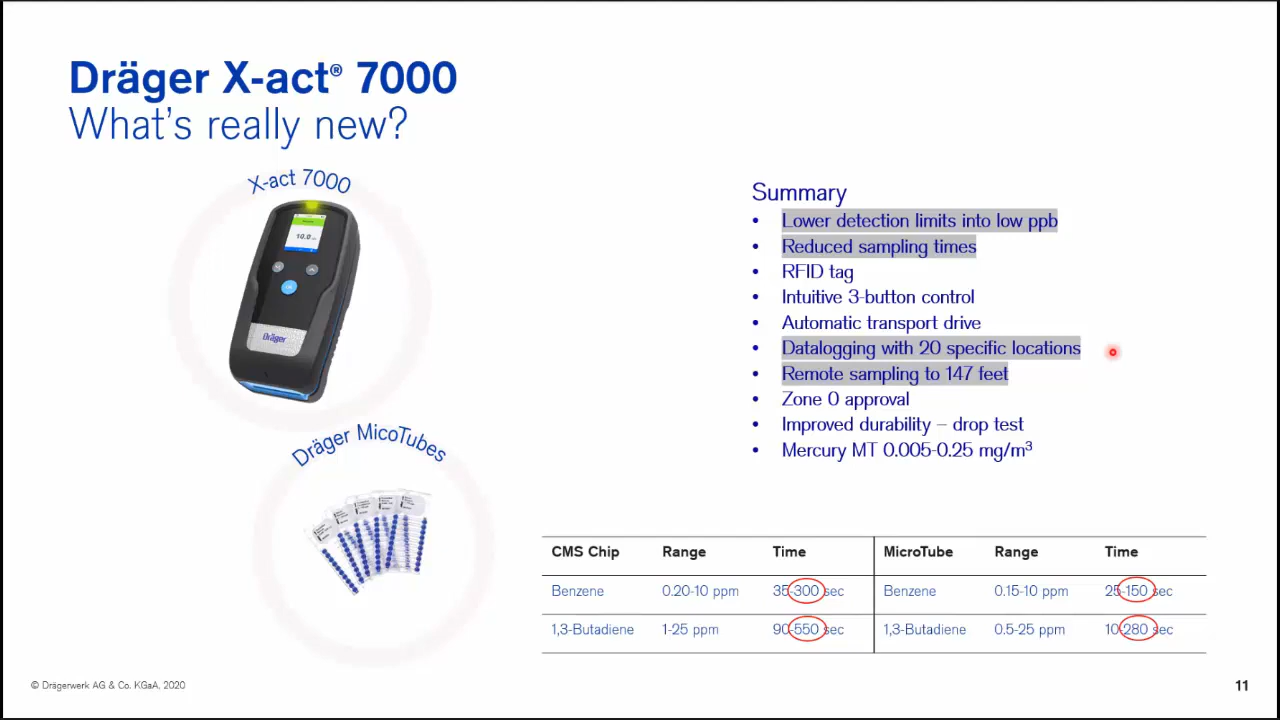 Dräger X-act® 7000
What's really new?
X-act 7000
10.0
Dräger
Dräger MicoTubes
Summary
• Lower detection limits into low ppb
• Reduced sampling times
• RFID tag
• Intuitive 3-button control
• Automatic transport drive
• Datalogging with 20 specific locations
• Remote sampling to 147 feet
• Zone 0 approval
• Improved durability – drop test
• Mercury MT 0.005-0.25 mg/m³
CMS Chip Range Time MicroTube Range Time
Benzene 0.20-10 ppm 35-300 sec Benzene 0.15-10 ppm 25-150 sec
1,3-Butadiene 1-25 ppm 90-550 sec 1,3-Butadiene 0.5-25 ppm 10-280 sec
© Drägerwerk AG & Co. KGaA, 2020
11